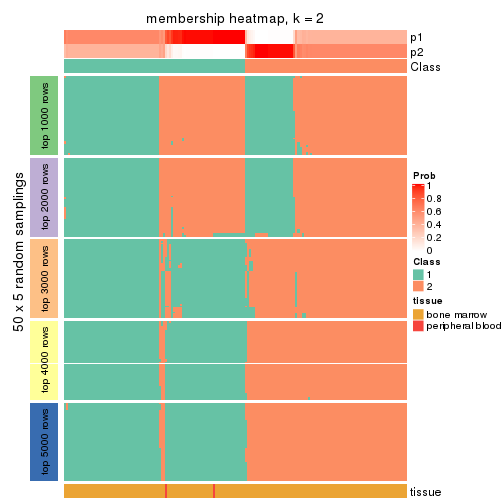 membership heatmap, k = 2
p1
p2
Class
50 x 5 random samplings
top 1000 rows
top 2000 rows
top 3000 rows
top 4000 rows
top 5000 rows
Prob
1
0.8
0.6
0.4
0.2
0
Class
1
2
tissue
bone marrow
peripheral blood
tissue